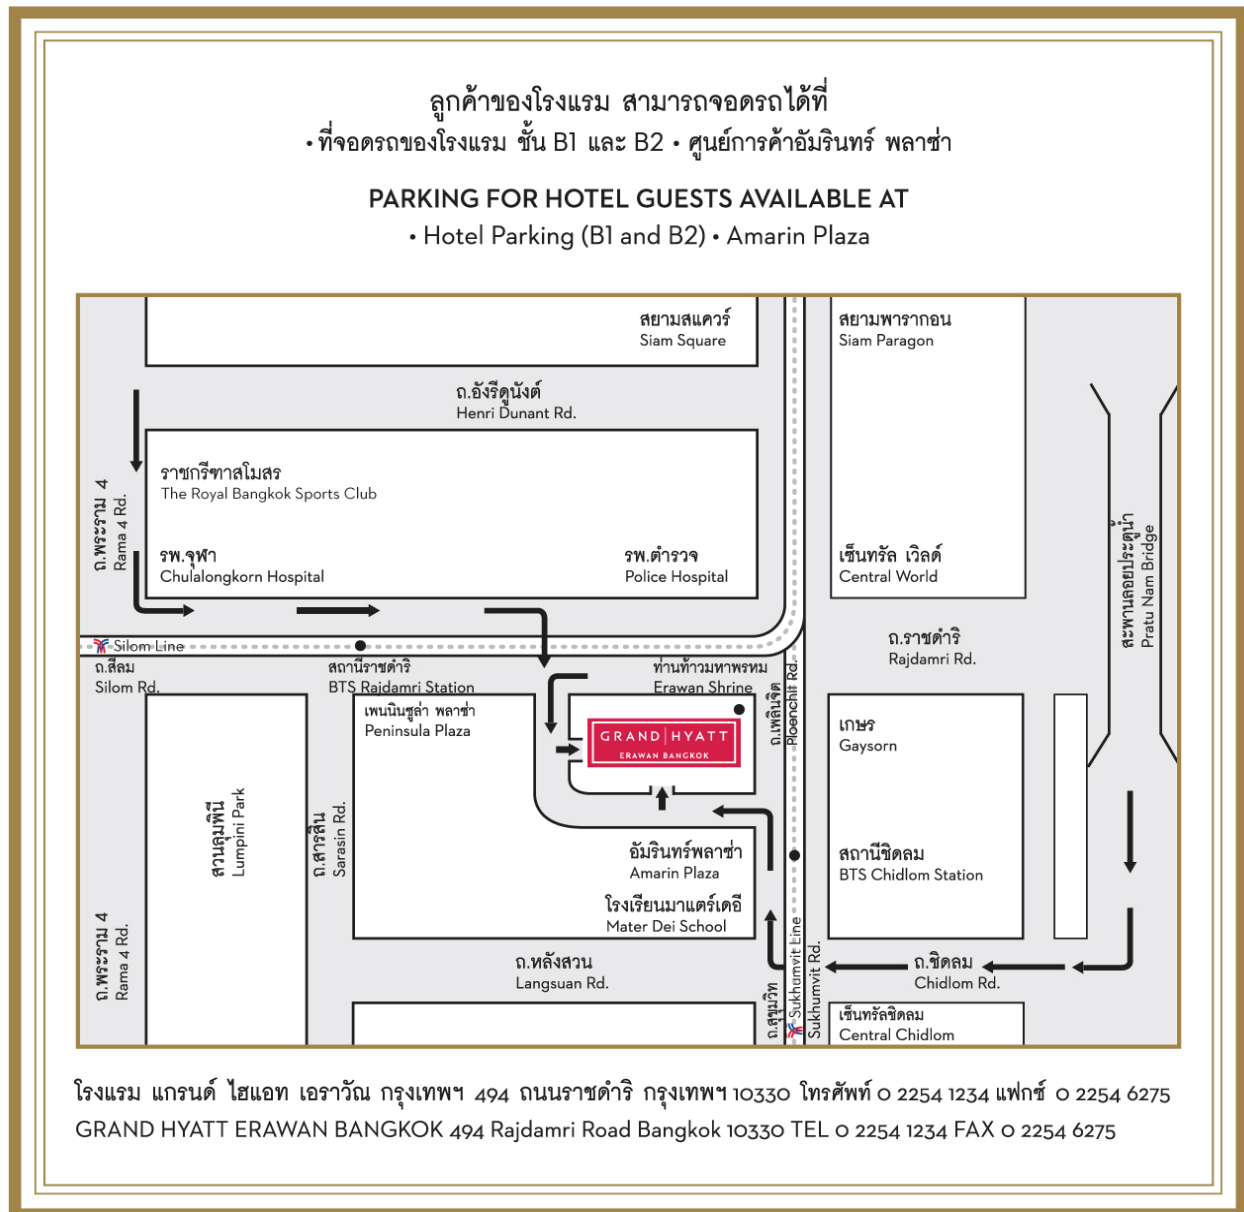 ลูกค้าของโรงแรม สามารถจอดรถได้ที่
• ที่จอดรถของโรงแรม ชั้น B1 และ B2 • ศูนย์การค้าอัมรินทร์ พลาซ่า
PARKING FOR HOTEL GUESTS AVAILABLE AT
• Hotel Parking (B1 and B2) • Amarin Plaza
สยามสแควร์
Siam Square
สยามพารากอน
Siam Paragon
ถ.อังรีดูนังต์
Henri Dunant Rd.
ราชกรีฑาสโมสร
The Royal Bangkok Sports Club
ถ.พระราม 4
Rama 4 Rd.
รพ.จุฬา
Chulalongkorn Hospital
รพ.ตำรวจ
Police Hospital
เซ็นทรัล เวิลด์
Central World
สะพานลอยประตูน้ำ
Pratu Nam Bridge
Silom Line
ถ.สีลม
Silom Rd.
สถานีราชดำริ
BTS Rajdamri Station
ท่านท้าวมหาพรหม
Erawan Shrine
ถ.ราชดำริ
Rajdamri Rd.
ถ.เพลินจิต
Ploenchit Rd.
เพนนินซูล่า พลาซ่า
Peninsula Plaza
GRAND HYATT
ERAWAN BANGKOK
เกษร
Gaysorn
สวนลุมพินี
Lumpini Park
ถ.สารสิน
Sarasin Rd.
อัมรินทร์พลาซ่า
Amarin Plaza
สถานีชิดลม
BTS Chidlom Station
โรงเรียนมาแตร์เดอี
Mater Dei School
ถ.พระราม 4
Rama 4 Rd.
ถ.หลังสวน
Langsuan Rd.
ถ.สุขุมวิท
Sukhumvit Line
Sukhumvit Rd.
ถ.ชิดลม
Chidlom Rd.
เซ็นทรัลชิดลม
Central Chidlom
โรงแรม แกรนด์ ไฮแอท เอราวัณ กรุงเทพฯ 494 ถนนราชดำริ กรุงเทพฯ 10330 โทรศัพท์ 0 2254 1234 แฟกซ์ 0 2254 6275
GRAND HYATT ERAWAN BANGKOK 494 Rajdamri Road Bangkok 10330 TEL 0 2254 1234 FAX 0 2254 6275